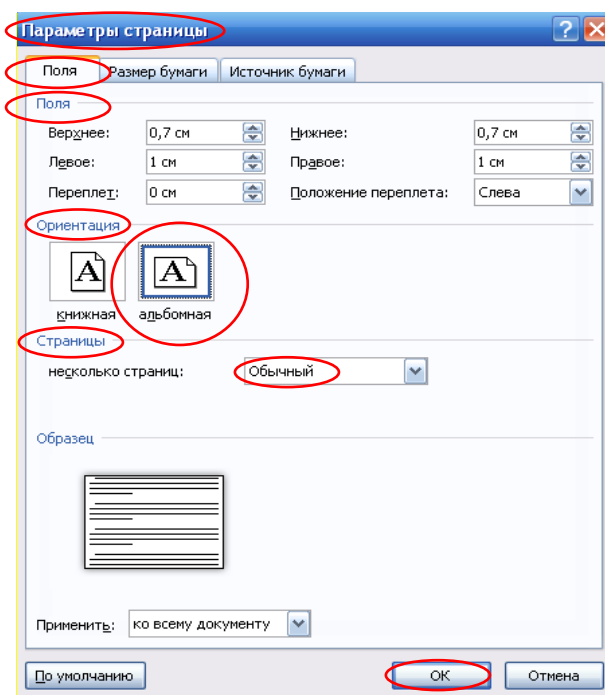 Параметры страницы
Поля Размер бумаги Источник бумаги
Поля
Верхнее: 0,7 см Нижнее: 0,7 см
Левое: 1 см Правое: 1 см
Переплет: 0 см Положение переплета: Слева
Ориентация
A A
книжная альбомная
Страницы
несколько страниц: Обычный
Образец
Применить: ко всему документу
По умолчанию ОК Отмена